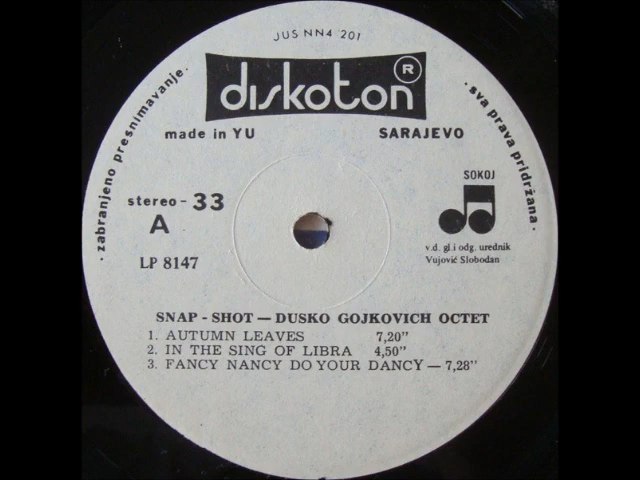 JUS NN4 201
diskoton ®
made in YU SARAJEVO
· zabranjeno presnimavanje ·
· sva prava pridržana ·
stereo - 33
A
SOKOJ
LP 8147
v.d. gl. i odg. urednik
Vujović Slobodan
SNAP - SHOT — DUSKO GOJKOVICH OCTET
1. AUTUMN LEAVES 7,20"
2. IN THE SING OF LIBRA 4,50"
3. FANCY NANCY DO YOUR DANCY — 7,28"